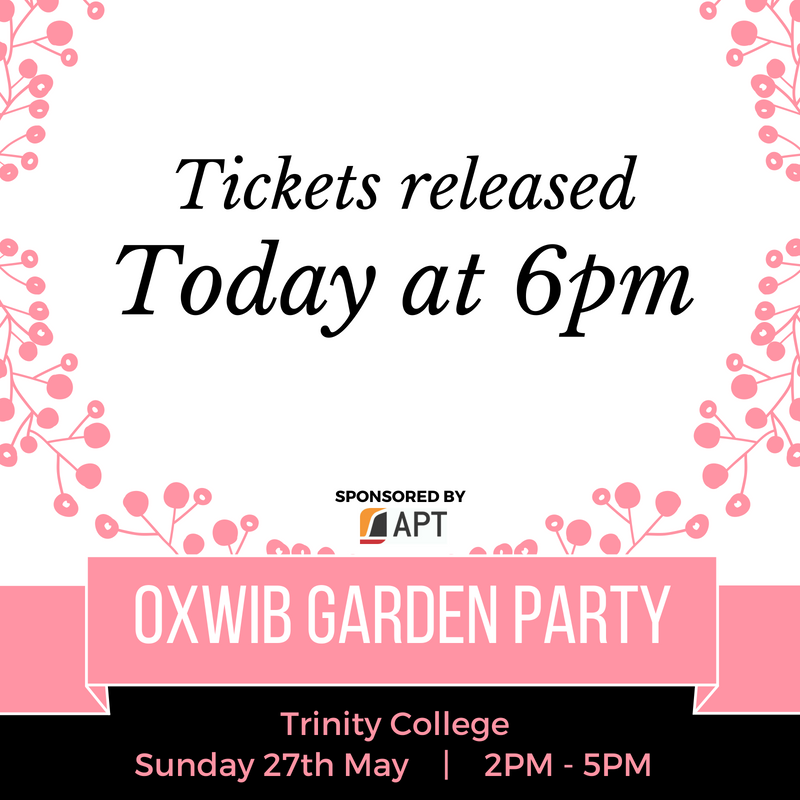 Tickets released
Today at 6pm
SPONSORED BY
APT
OXWIB GARDEN PARTY
Trinity College
Sunday 27th May | 2PM - 5PM